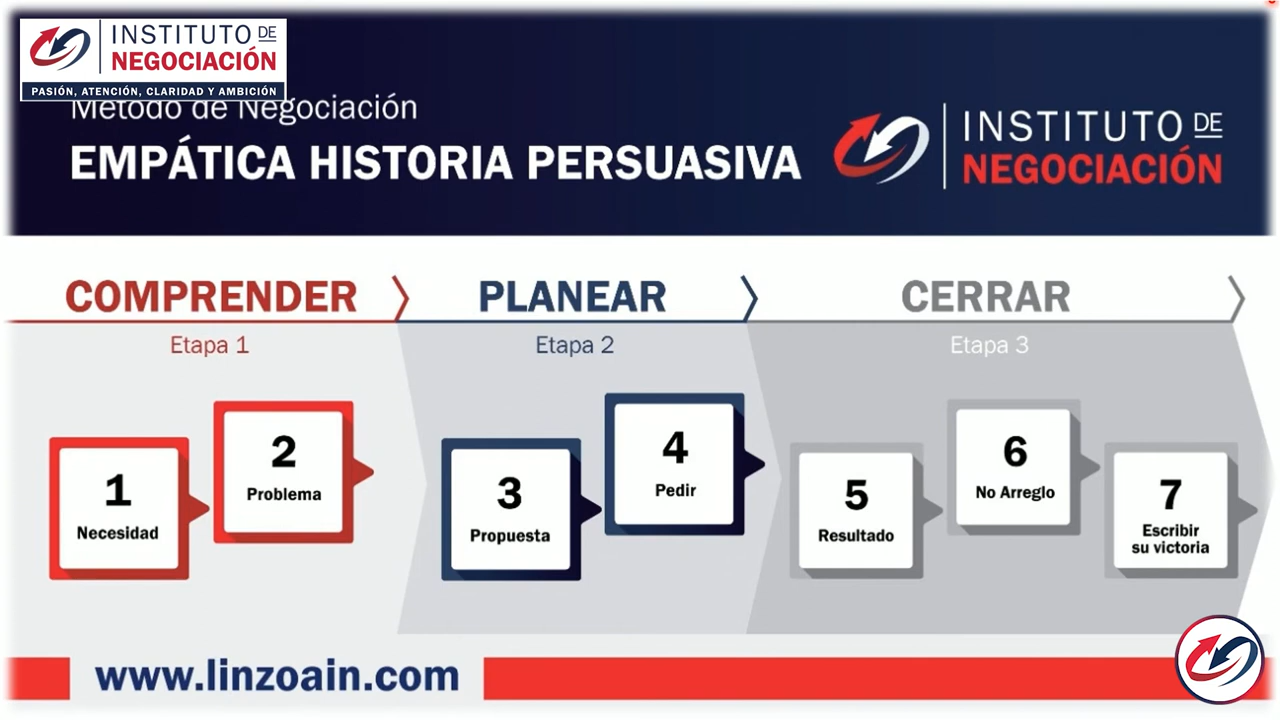 INSTITUTO DE
NEGOCIACIÓN
PASIÓN, ATENCIÓN, CLARIDAD Y AMBICIÓN
Método de Negociación
EMPÁTICA HISTORIA PERSUASIVA
INSTITUTO DE
NEGOCIACIÓN
COMPRENDER
PLANEAR
CERRAR
Etapa 1
Etapa 2
Etapa 3
1
Necesidad
2
Problema
3
Propuesta
4
Pedir
5
Resultado
6
No Arreglo
7
Escribir
su victoria
www.linzoain.com